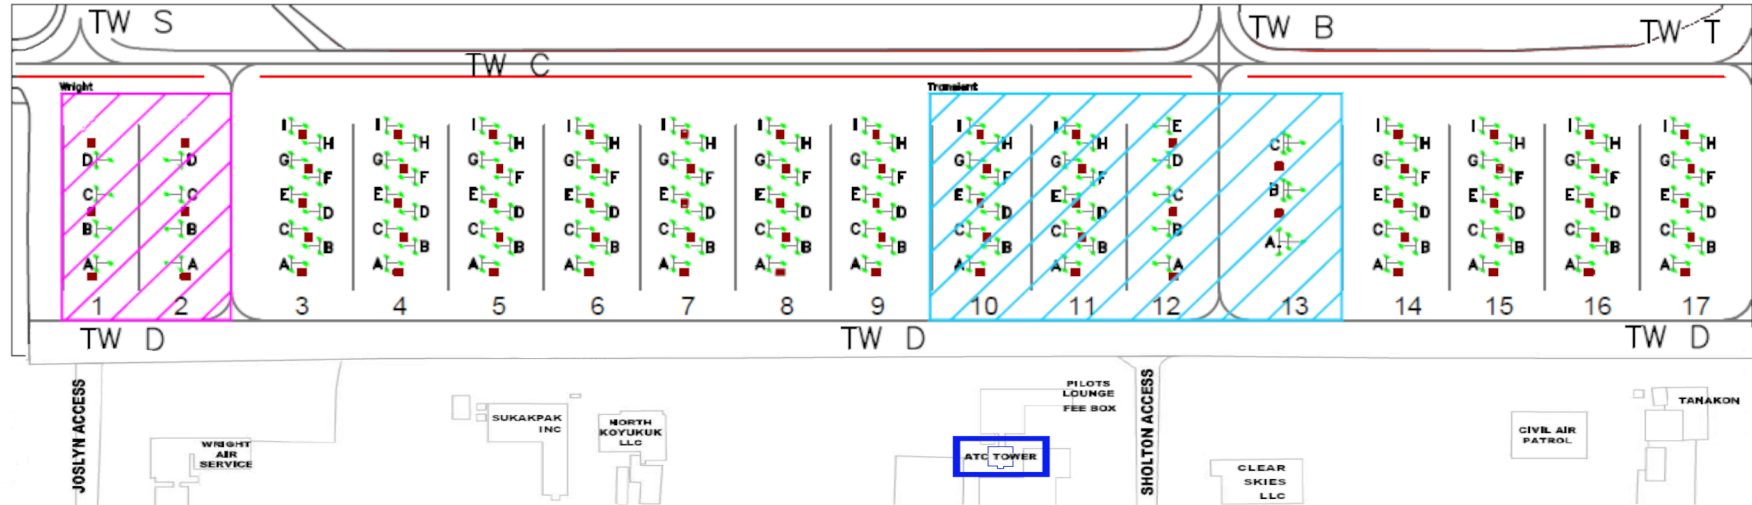 TW S
TW B
TW T
TW C
Wright
Transient
I I I I I I I I I E I I I I
H H H H H H H H H C H H H H
D D G G G G G G G G G D G G G G
F F F F F F F F F F F F F
C C E E E E E E E E E C B E E E E
D D D D D D D D D D D D D
B B C C C C C C C C C B C C C C
B B B B B B B B B A B B B B
A A A A A A A A A A A A A A A A
1 2 3 4 5 6 7 8 9 10 11 12 13 14 15 16 17
TW D
TW D
TW D
JOSLYN ACCESS
WRIGHT
AIR
SERVICE
SUKAKPAK
INC
NORTH
KOYUKUK
LLC
PILOTS
LOUNGE
FEE BOX
ATC TOWER
SHOLTON ACCESS
CLEAR
SKIES
LLC
CIVIL AIR
PATROL
TANAKON